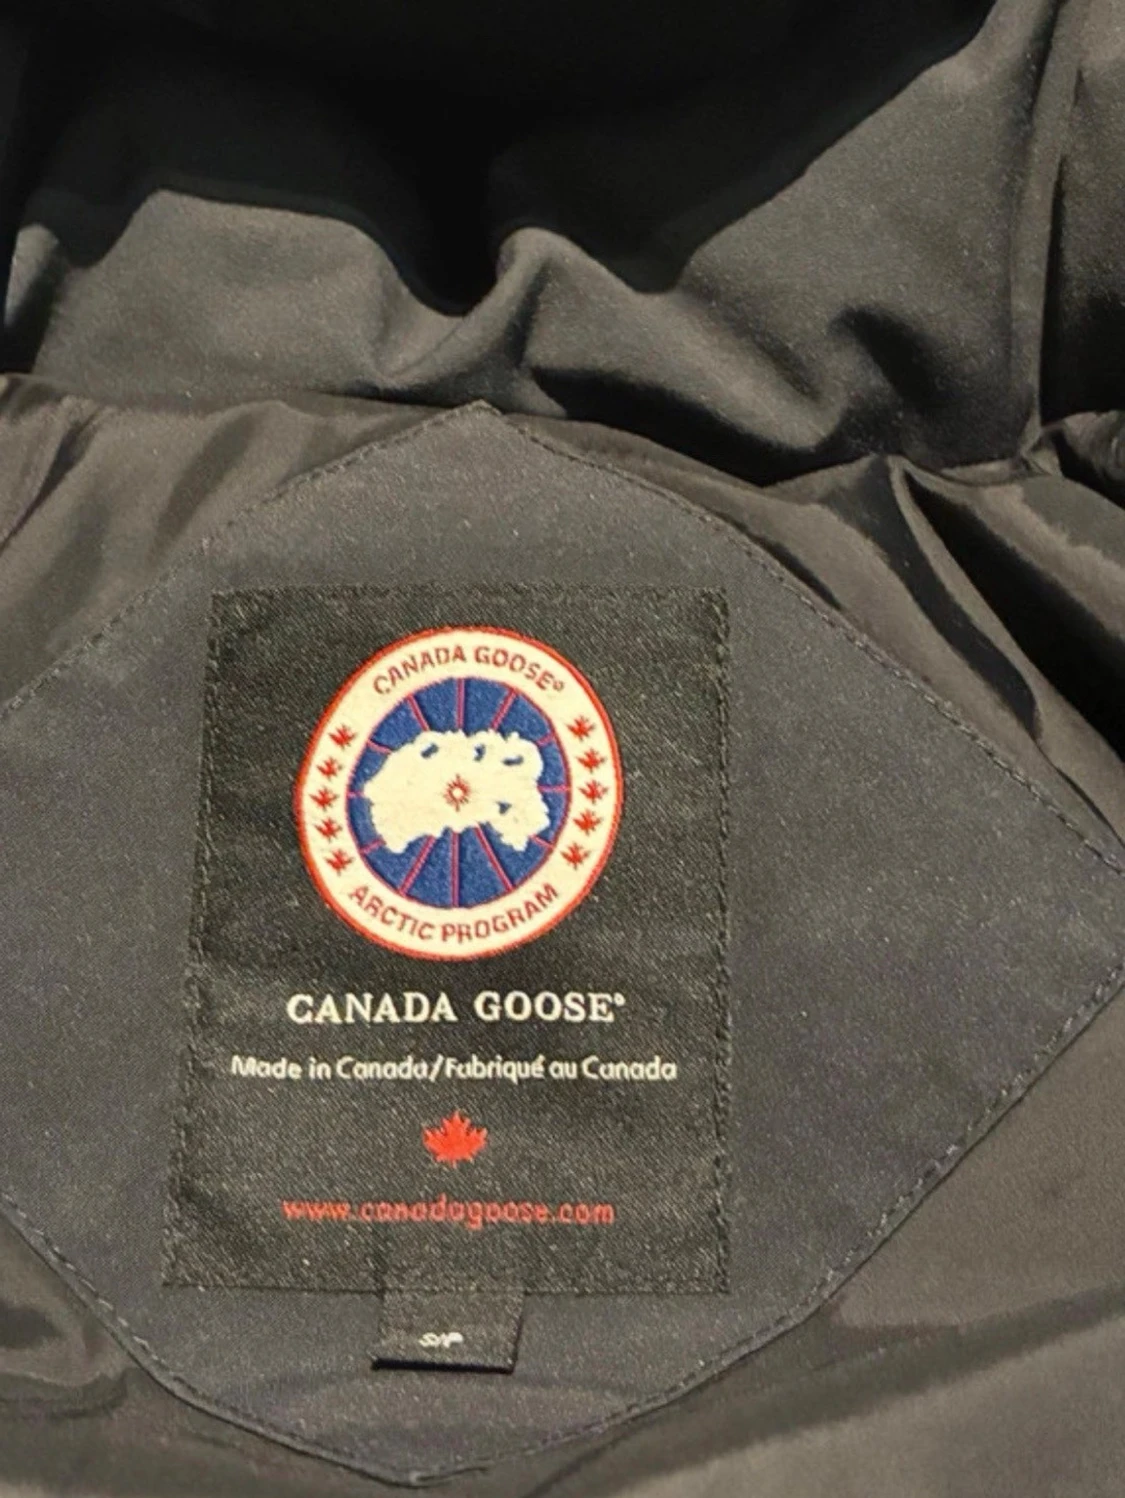 CANADA GOOSE®
ARCTIC PROGRAM
CANADA GOOSE®
Made in Canada/Fabriqué au Canada
www.canadagoose.com
S/P